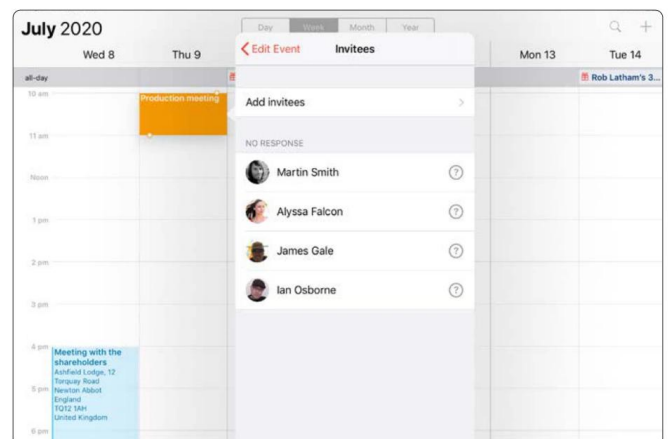 July 2020
Day Week Month Year
Wed 8
Thu 9
Mon 13
Tue 14
< Edit Event
Invitees
all-day
Rob Latham's 3...
10 am
Production meeting
Add invitees >
11 am
NO RESPONSE
Martin Smith ?
Noon
Alyssa Falcon ?
1 pm
James Gale ?
2 pm
Ian Osborne ?
3 pm
4 pm
Meeting with the
shareholders
Ashfield Lodge, 12
Torquay Road
5 pm
Newton Abbot
England
TQ12 1AH
United Kingdom
6 pm